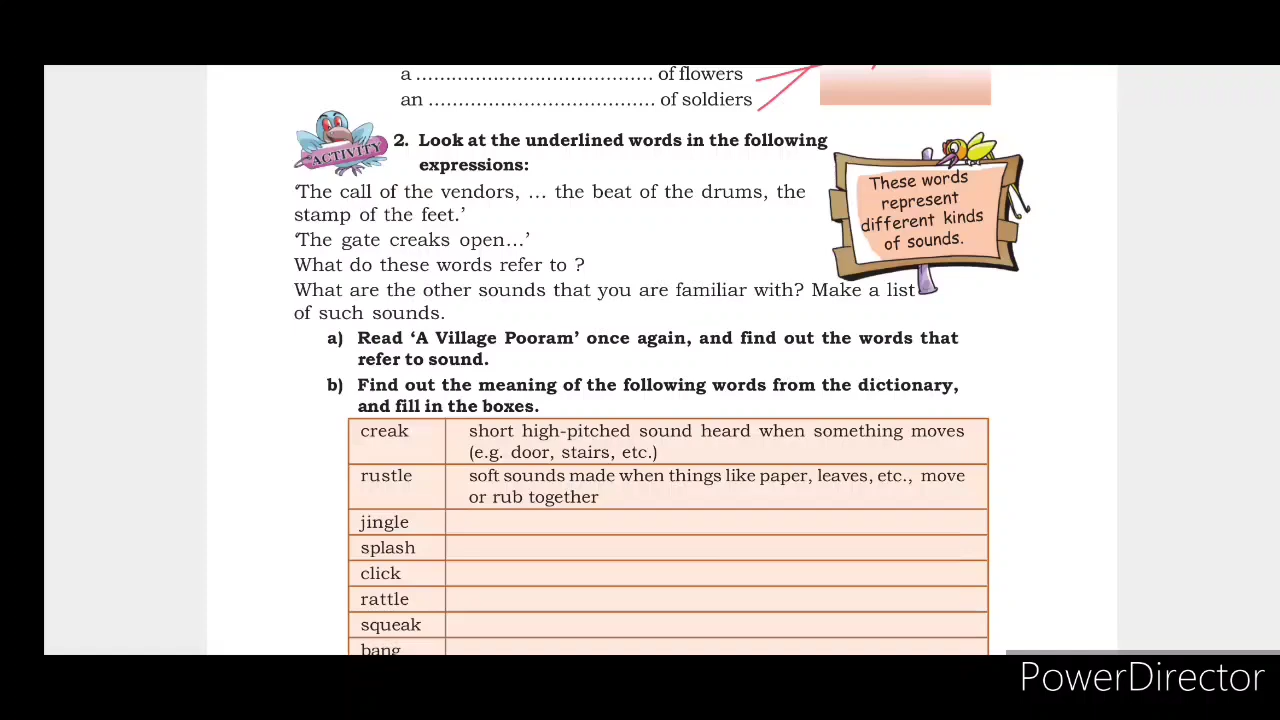 a ........................................ of flowers
an ...................................... of soldiers
ACTIVITY
2. Look at the underlined words in the following
expressions:
‘The call of the vendors, ... the beat of the drums, the
stamp of the feet.’
‘The gate creaks open...’
What do these words refer to ?
What are the other sounds that you are familiar with? Make a list
of such sounds.
These words
represent
different kinds
of sounds.
a) Read ‘A Village Pooram’ once again, and find out the words that
refer to sound.
b) Find out the meaning of the following words from the dictionary,
and fill in the boxes.
creak short high-pitched sound heard when something moves
(e.g. door, stairs, etc.)
rustle soft sounds made when things like paper, leaves, etc., move
or rub together
jingle
splash
click
rattle
squeak
bang
PowerDirector